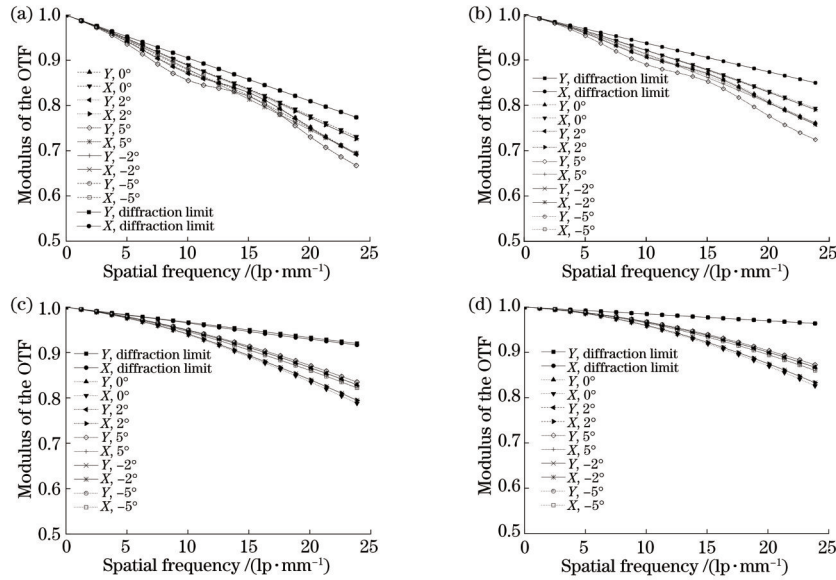 (a)
1.0
0.9
0.8
0.7
0.6
0.5
Modulus of the OTF
Y, 0°
X, 0°
Y, 2°
X, 2°
Y, 5°
X, 5°
Y, −2°
X, −2°
Y, −5°
X, −5°
Y, diffraction limit
X, diffraction limit
0 5 10 15 20 25
Spatial frequency /(lp · mm⁻¹)
(b)
1.0
0.9
0.8
0.7
0.6
0.5
Modulus of the OTF
Y, diffraction limit
X, diffraction limit
Y, 0°
X, 0°
Y, 2°
X, 2°
Y, 5°
X, 5°
Y, −2°
X, −2°
Y, −5°
X, −5°
0 5 10 15 20 25
Spatial frequency /(lp · mm⁻¹)
(c)
1.0
0.9
0.8
0.7
0.6
0.5
Modulus of the OTF
Y, diffraction limit
X, diffraction limit
Y, 0°
X, 0°
Y, 2°
X, 2°
Y, 5°
X, 5°
Y, −2°
X, −2°
Y, −5°
X, −5°
0 5 10 15 20 25
Spatial frequency /(lp · mm⁻¹)
(d)
1.0
0.9
0.8
0.7
0.6
0.5
Modulus of the OTF
Y, diffraction limit
X, diffraction limit
Y, 0°
X, 0°
Y, 2°
X, 2°
Y, 5°
X, 5°
Y, −2°
X, −2°
Y, −5°
X, −5°
0 5 10 15 20 25
Spatial frequency /(lp · mm⁻¹)